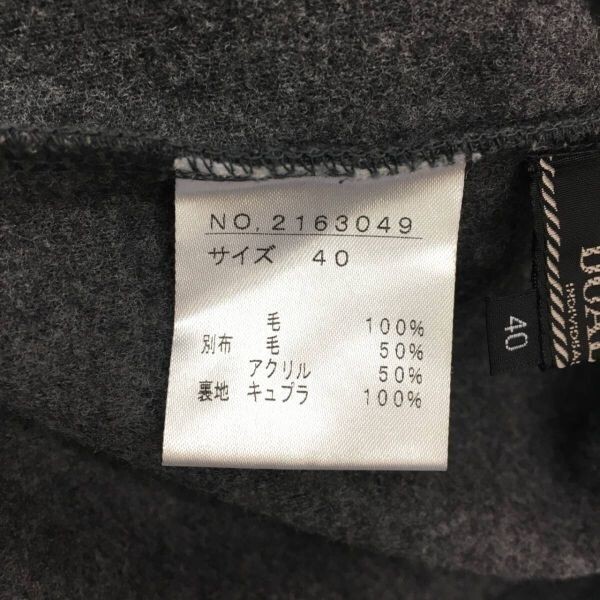 NO. 2163049
サイズ 40
毛 100%
別布 毛 50%
アクリル 50%
裏地 キュプラ 100%
40